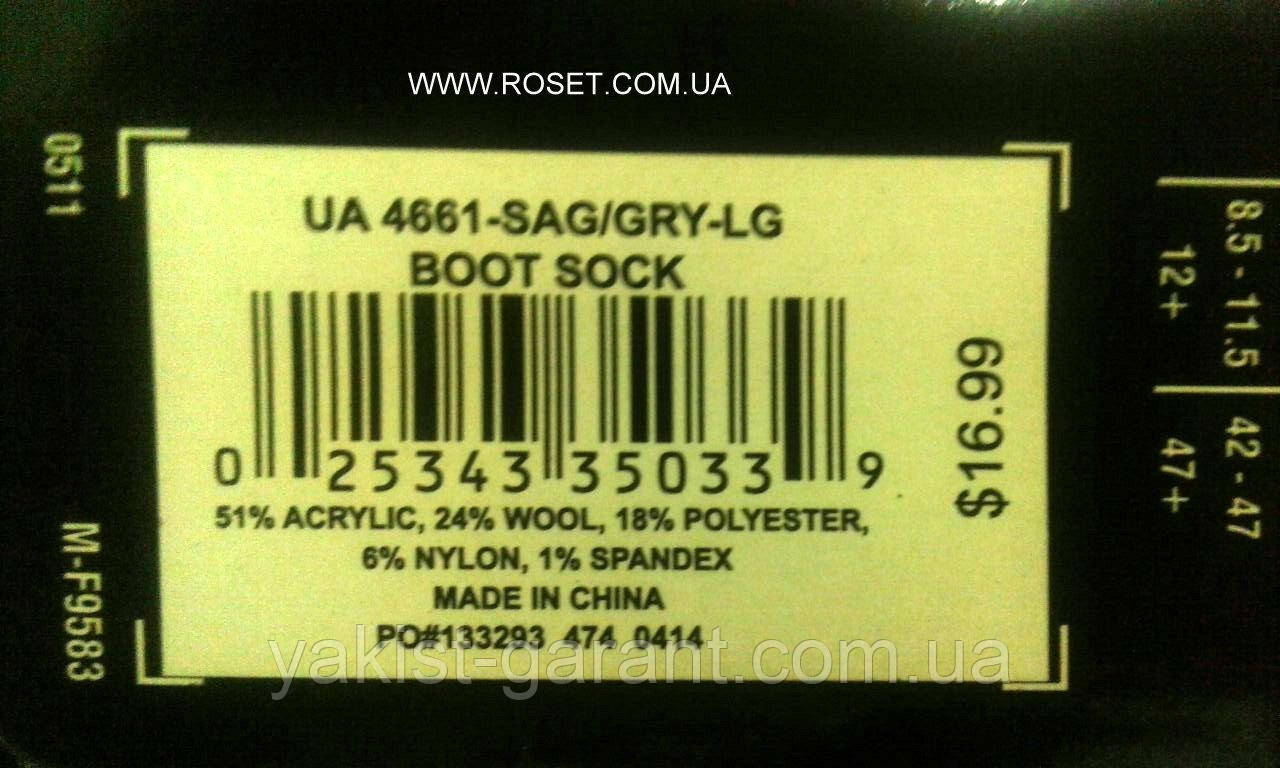 WWW.ROSET.COM.UA
0511
M-F9583
UA 4661-SAG/GRY-LG
BOOT SOCK
0 25343 35033 9
51% ACRYLIC, 24% WOOL, 18% POLYESTER,
6% NYLON, 1% SPANDEX
MADE IN CHINA
PO#133293 474 0414
$16.99
8.5 - 11.5
12+
42 - 47
47+
yakist-garant.com.ua